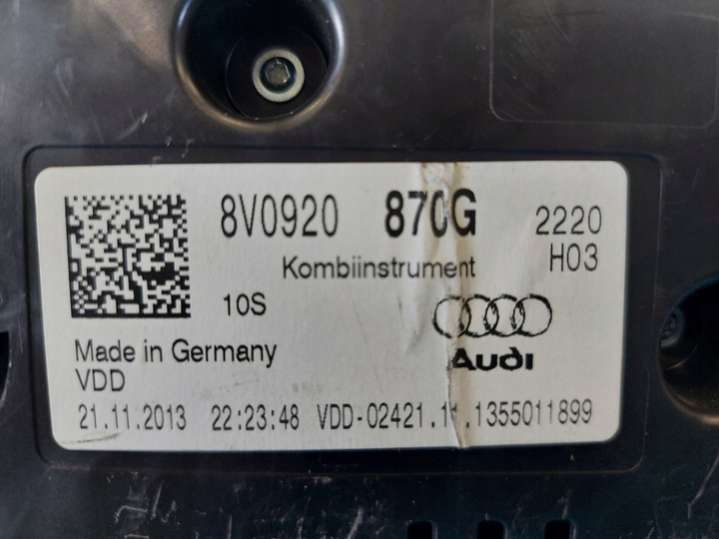 8V0920 870G 2220
Kombiinstrument H03
10S
Audi
Made in Germany
VDD
21.11.2013 22:23:48 VDD-02421.11.1355011899